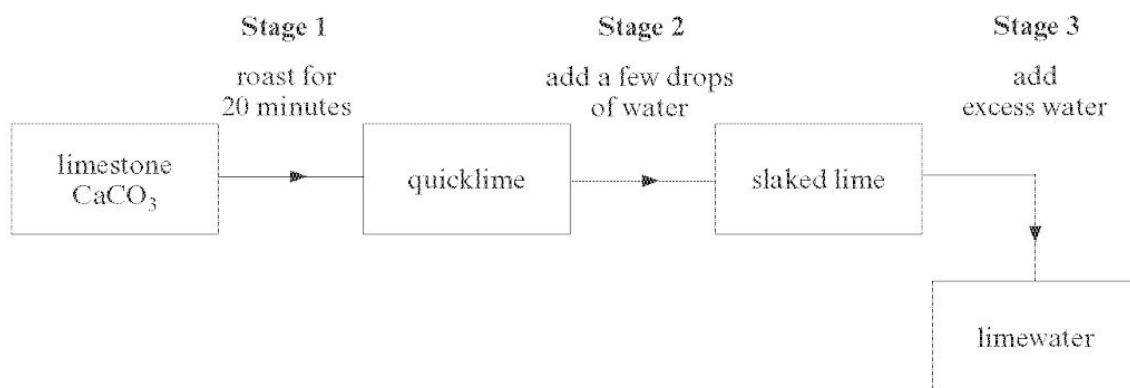 Stage 1
roast for
20 minutes
Stage 2
add a few drops
of water
Stage 3
add
excess water
limestone
CaCO₃
quicklime
slaked lime
limewater